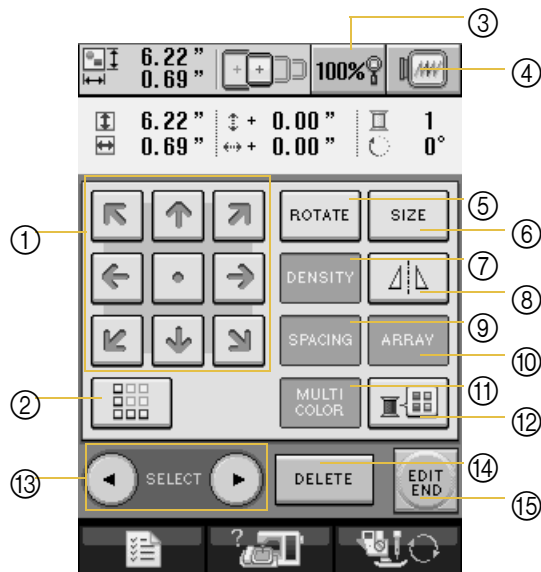 ③
6.22 ” 100% ④
0.69 ”
6.22 ” + 0.00 ” 1
0.69 ” + 0.00 ” 0°
① ROTATE SIZE ⑤
⑥
DENSITY ⑦
⑧
SPACING ARRAY ⑨
⑩
② MULTI COLOR ⑪
⑫
⑬ SELECT DELETE EDIT END ⑭
⑮
?